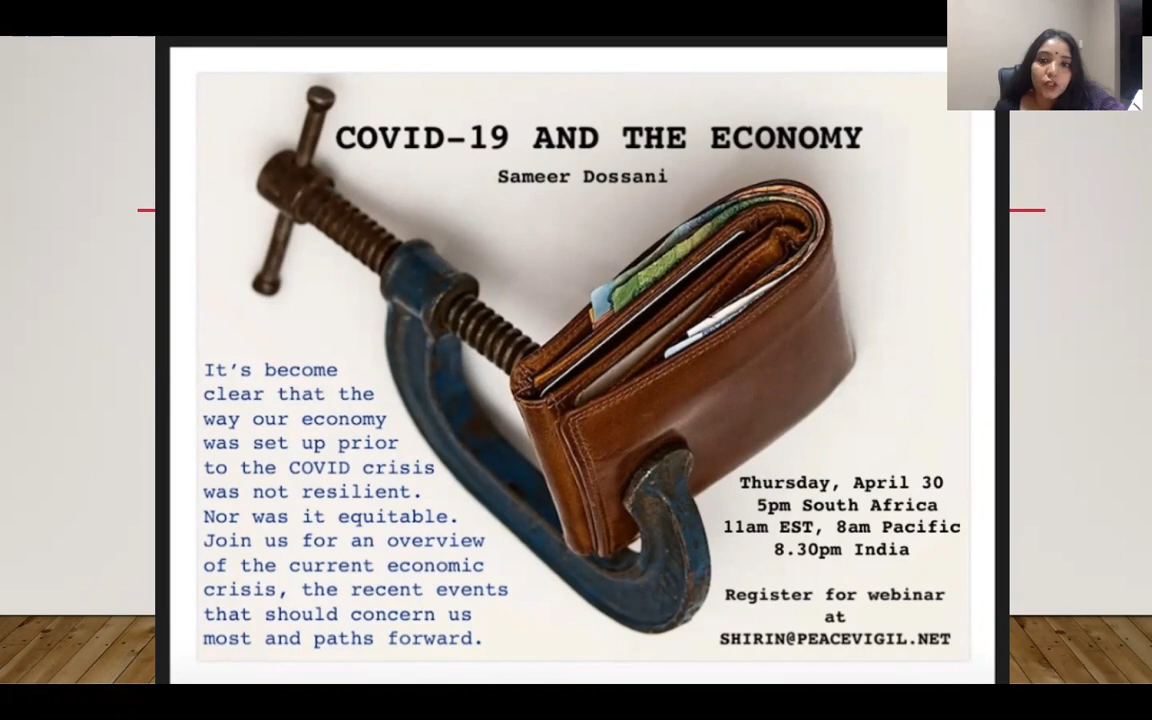 COVID-19 AND THE ECONOMY
Sameer Dossani
It's become
clear that the
way our economy
was set up prior
to the COVID crisis
was not resilient.
Nor was it equitable.
Join us for an overview
of the current economic
crisis, the recent events
that should concern us
most and paths forward.
Thursday, April 30
5pm South Africa
11am EST, 8am Pacific
8.30pm India
Register for webinar
at
SHIRIN@PEACEVIGIL.NET